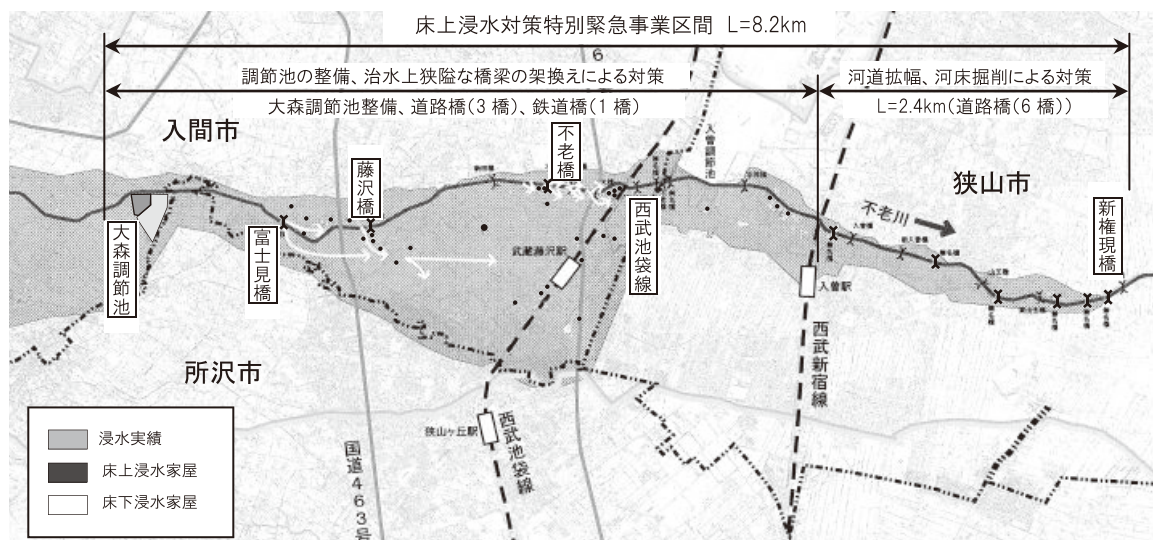 床上浸水対策特別緊急事業区間 L=8.2km
調節池の整備、治水上狭隘な橋梁の架換えによる対策
大森調節池整備、道路橋(3橋)、鉄道橋(1橋)
河道拡幅、河床掘削による対策
L=2.4km(道路橋(6橋))
入間市
狭山市
所沢市
大森調節池
富士見橋
藤沢橋
不老橋
西武池袋線
入曽調節池
不老川
新権現橋
武蔵藤沢駅
入曽駅
狭山ヶ丘駅
西武池袋線
西武新宿線
国道463号
浸水実績
床上浸水家屋
床下浸水家屋